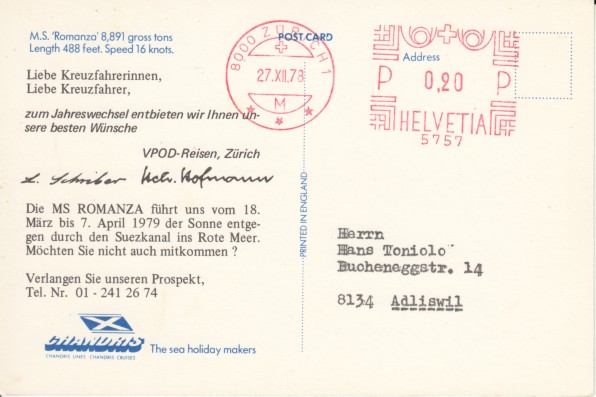 M.S. 'Romanza' 8,891 gross tons
Length 488 feet. Speed 16 knots.
POST CARD
Address
8000 ZÜRICH 1
27.XII.78
M
P 0,20 P
HELVETIA
5757
Liebe Kreuzfahrerinnen,
Liebe Kreuzfahrer,
zum Jahreswechsel entbieten wir Ihnen un-
sere besten Wünsche
VPOD-Reisen, Zürich
L. Schriber Hofmann
Die MS ROMANZA führt uns vom 18.
März bis 7. April 1979 der Sonne entge-
gen durch den Suezkanal ins Rote Meer.
Möchten Sie nicht auch mitkommen ?
Verlangen Sie unseren Prospekt,
Tel. Nr. 01 - 241 26 74
CHANDRIS
CHANDRIS LINES CHANDRIS CRUISES
The sea holiday makers
PRINTED IN ENGLAND
Herrn
Hans Toniolo
Bucheneggstr. 14
8134 Adliswil